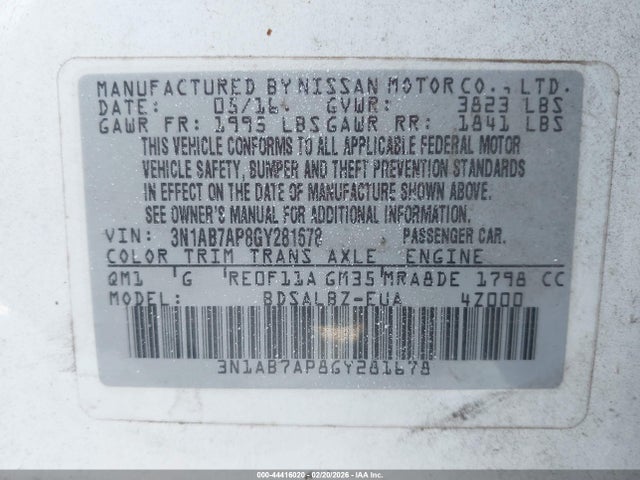 MANUFACTURED BY NISSAN MOTOR CO., LTD.
DATE: 05/16 GVWR: 3823 LBS
GAWR FR: 1995 LBS GAWR RR: 1841 LBS
THIS VEHICLE CONFORMS TO ALL APPLICABLE FEDERAL MOTOR
VEHICLE SAFETY, BUMPER AND THEFT PREVENTION STANDARDS
IN EFFECT ON THE DATE OF MANUFACTURE SHOWN ABOVE.
SEE OWNER'S MANUAL FOR ADDITIONAL INFORMATION.
VIN: 3N1AB7AP8GY281678 PASSENGER CAR.
COLOR TRIM TRANS AXLE ENGINE
QM1 G RE0F11A GM35 MRA8DE 1798 CC
MODEL: BDSALBZ-EUA 4Z000
3N1AB7AP8GY281678
000-44416020 - 02/20/2026 - IAAI.COM